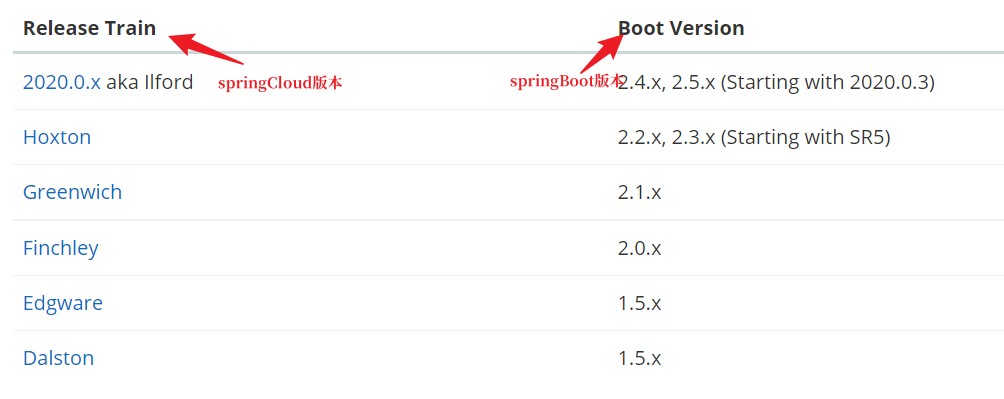 Release Train Boot Version
springCloud版本 springBoot版本
2020.0.x aka Ilford 2.4.x, 2.5.x (Starting with 2020.0.3)
Hoxton 2.2.x, 2.3.x (Starting with SR5)
Greenwich 2.1.x
Finchley 2.0.x
Edgware 1.5.x
Dalston 1.5.x